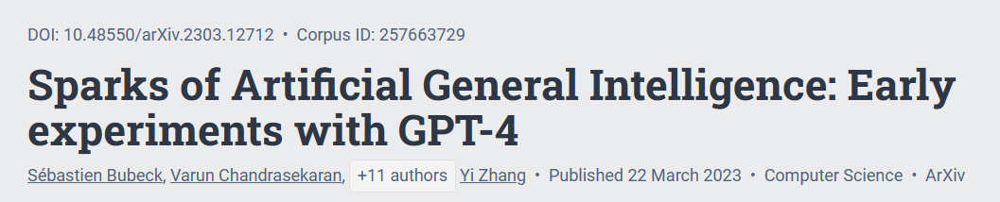 DOI: 10.48550/arXiv.2303.12712 • Corpus ID: 257663729
Sparks of Artificial General Intelligence: Early
experiments with GPT-4
Sébastien Bubeck, Varun Chandrasekaran, +11 authors Yi Zhang • Published 22 March 2023 • Computer Science • ArXiv